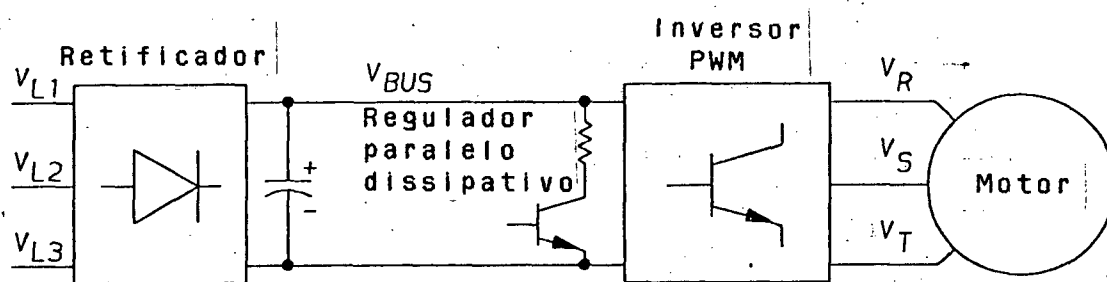 Retificador
Inversor
PWM
V_L1
V_L2
V_L3
V_BUS
Regulador
paralelo
dissipativo
+
-
V_R
V_S
V_T
Motor